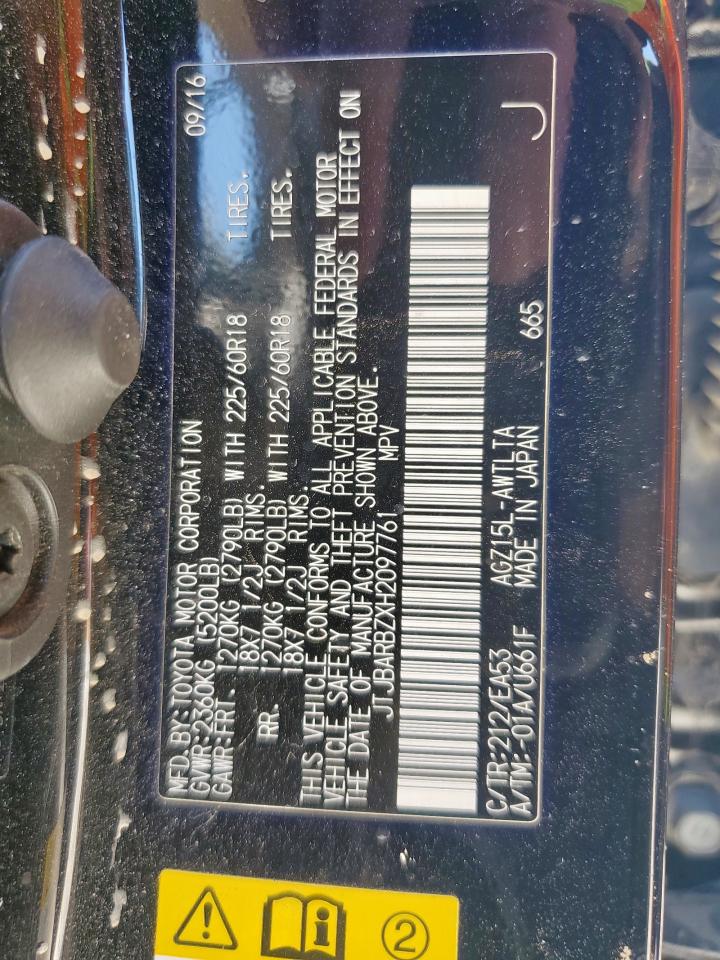 MFD.BY:TOYOTA MOTOR CORPORATION 09/16
GVWR:2360KG (5200LB)
GAWR:FRT. 1270KG (2790LB) WITH 225/60R18 TIRES.
18X7 1/2J RIMS.
RR. 1270KG (2790LB) WITH 225/60R18 TIRES.
18X7 1/2J RIMS.
THIS VEHICLE CONFORMS TO ALL APPLICABLE FEDERAL MOTOR
VEHICLE SAFETY AND THEFT PREVENTION STANDARDS IN EFFECT ON
THE DATE OF MANUFACTURE SHOWN ABOVE.
JTJBARBZXH2097761 MPV
C/TR:212/EA53 AGZ15L-AWTLTA
A/TM:-01A/U661F MADE IN JAPAN 665
J
2